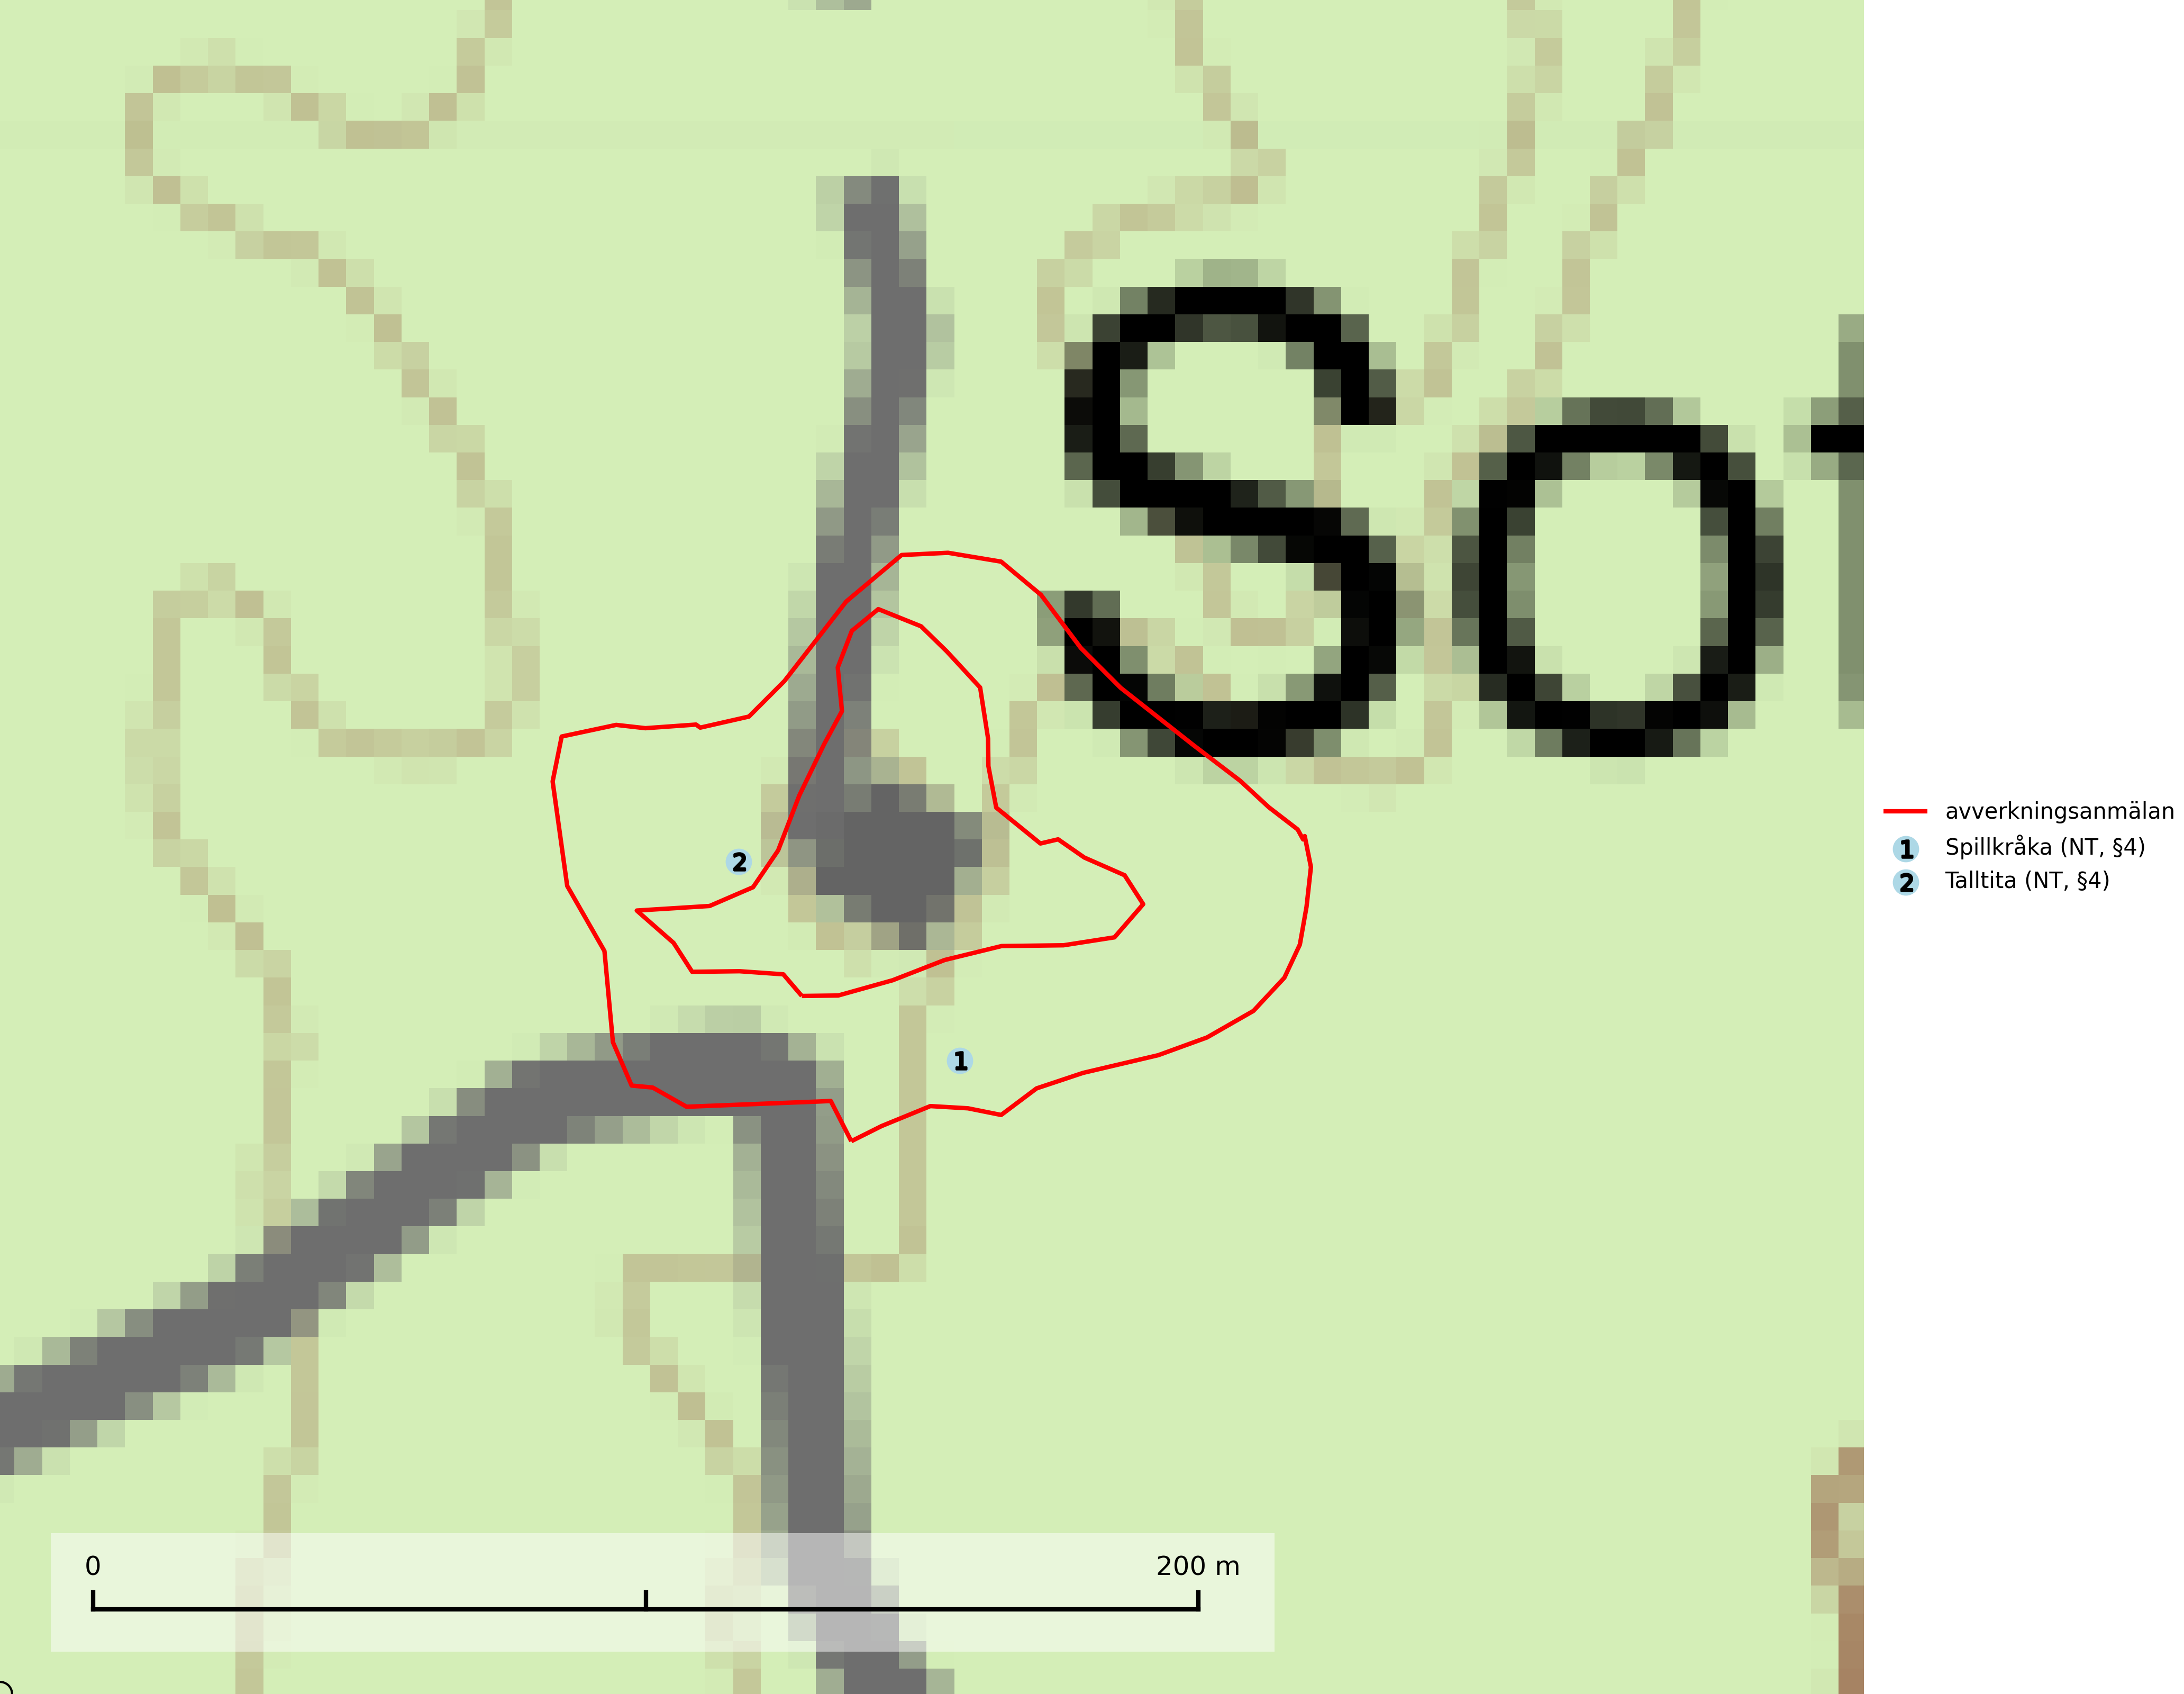 So
2
1
avverkningsanmälan
1 Spillkråka (NT, §4)
2 Talltita (NT, §4)
0 200 m